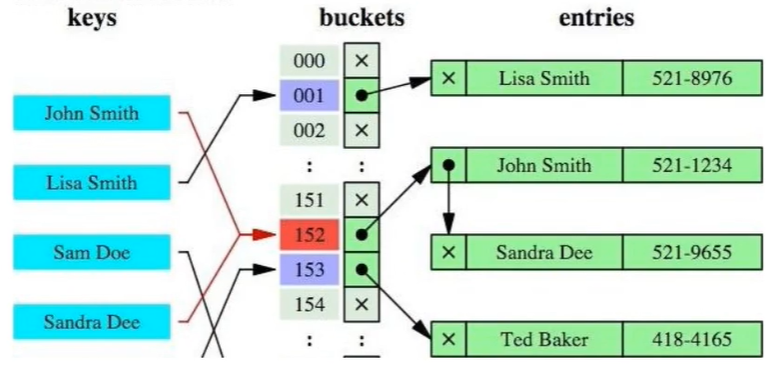 keys buckets entries
000 ×
Lisa Smith 521-8976
001
John Smith
002 ×
: :
John Smith 521-1234
Lisa Smith
151 ×
152
Sam Doe
Sandra Dee 521-9655
153
154 ×
Sandra Dee
: :
Ted Baker 418-4165